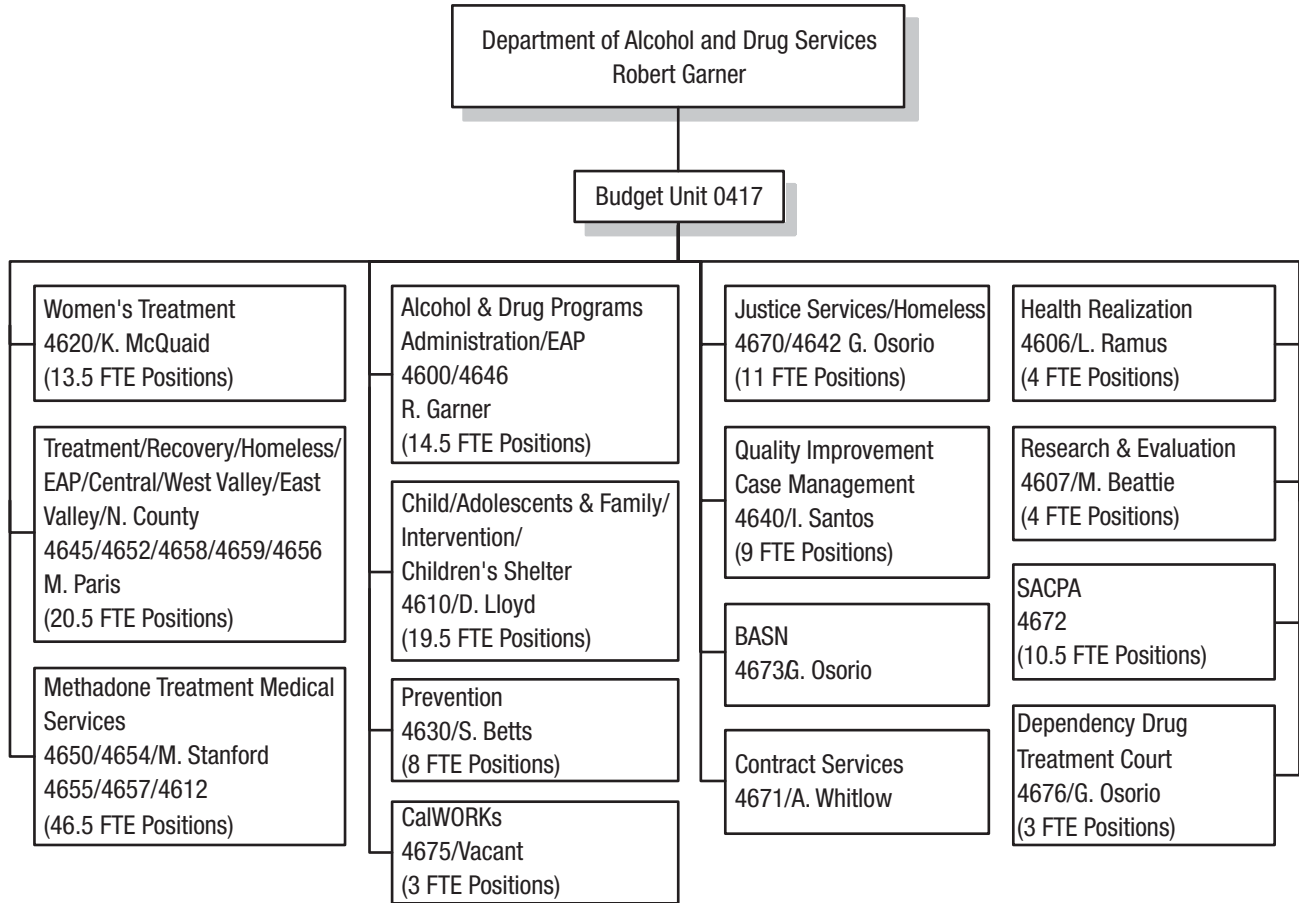 Department of Alcohol and Drug Services
Robert Garner
Budget Unit 0417
Women's Treatment
4620/K. McQuaid
(13.5 FTE Positions)
Treatment/Recovery/Homeless/
EAP/Central/West Valley/East
Valley/N. County
4645/4652/4658/4659/4656
M. Paris
(20.5 FTE Positions)
Methadone Treatment Medical
Services
4650/4654/M. Stanford
4655/4657/4612
(46.5 FTE Positions)
Alcohol & Drug Programs
Administration/EAP
4600/4646
R. Garner
(14.5 FTE Positions)
Child/Adolescents & Family/
Intervention/
Children's Shelter
4610/D. Lloyd
(19.5 FTE Positions)
Prevention
4630/S. Betts
(8 FTE Positions)
CalWORKs
4675/Vacant
(3 FTE Positions)
Justice Services/Homeless
4670/4642 G. Osorio
(11 FTE Positions)
Quality Improvement
Case Management
4640/I. Santos
(9 FTE Positions)
BASN
4673/G. Osorio
Contract Services
4671/A. Whitlow
Health Realization
4606/L. Ramus
(4 FTE Positions)
Research & Evaluation
4607/M. Beattie
(4 FTE Positions)
SACPA
4672
(10.5 FTE Positions)
Dependency Drug
Treatment Court
4676/G. Osorio
(3 FTE Positions)